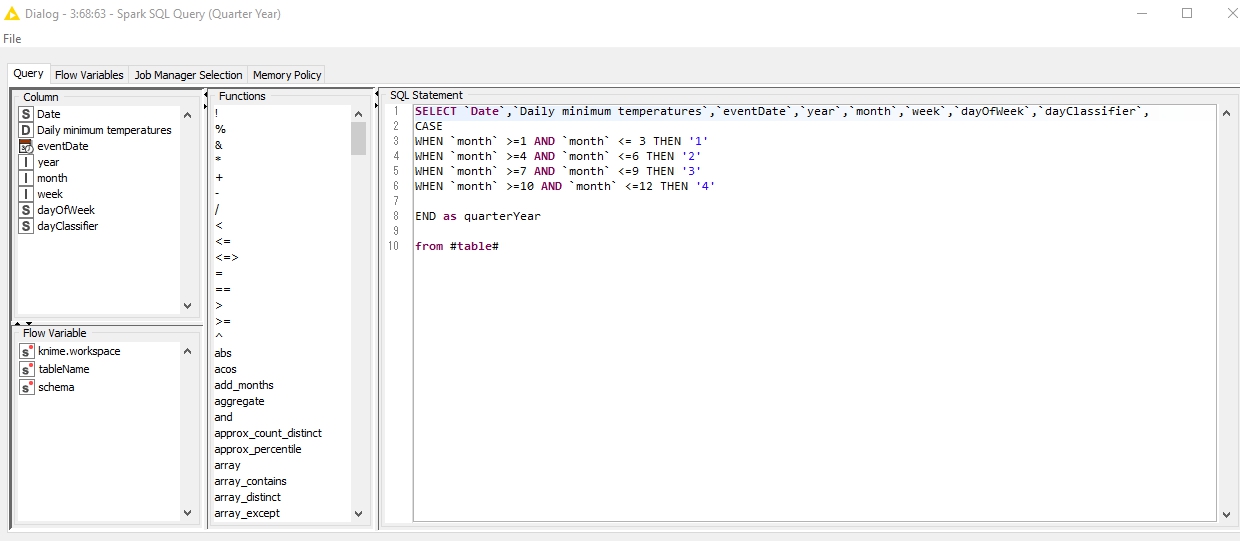 Dialog - 3:68:63 - Spark SQL Query (Quarter Year)
File
Query Flow Variables Job Manager Selection Memory Policy
Column
S Date
D Daily minimum temperatures
eventDate
I year
I month
I week
S dayOfWeek
S dayClassifier
Flow Variable
s knime.workspace
s tableName
s schema
Functions
!
%
&
*
+
-
/
<
<=
<=>
=
==
>
>=
^
abs
acos
add_months
aggregate
and
approx_count_distinct
approx_percentile
array
array_contains
array_distinct
array_except
SQL Statement
1 SELECT `Date`,`Daily minimum temperatures`,`eventDate`,`year`,`month`,`week`,`dayOfWeek`,`dayClassifier`,
2 CASE
3 WHEN `month` >=1 AND `month` <= 3 THEN '1'
4 WHEN `month` >=4 AND `month` <=6 THEN '2'
5 WHEN `month` >=7 AND `month` <=9 THEN '3'
6 WHEN `month` >=10 AND `month` <=12 THEN '4'
7
8 END as quarterYear
9
10 from #table#